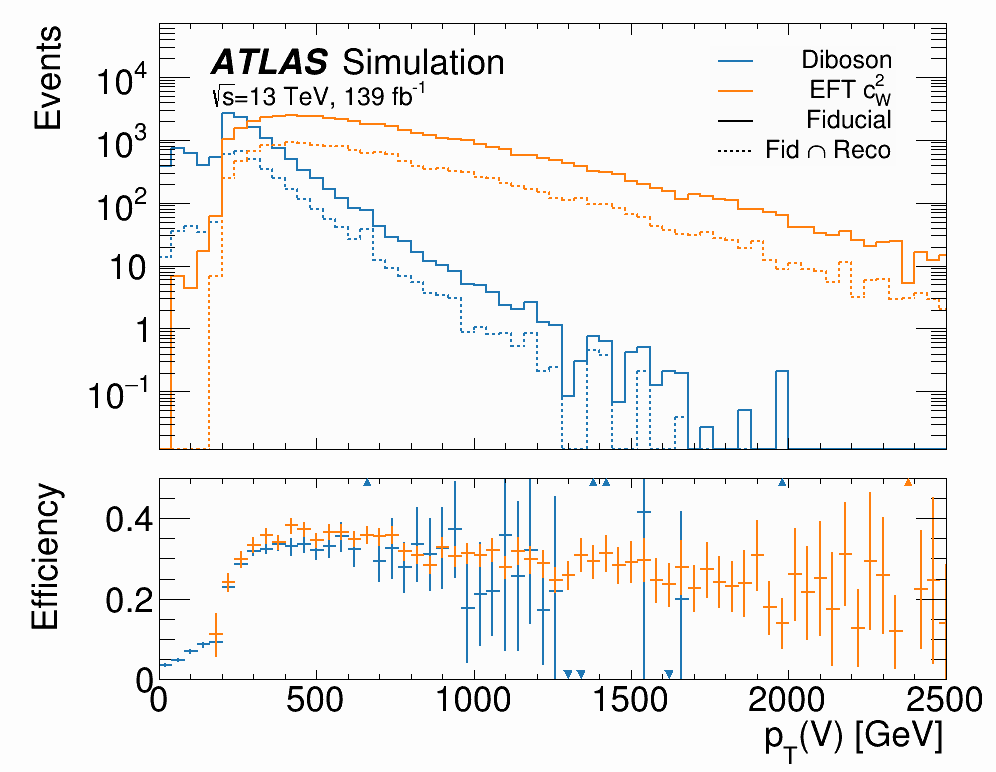 Events
10⁴
10³
10²
10
1
10⁻¹
ATLAS Simulation
√s=13 TeV, 139 fb⁻¹
Diboson
EFT c²_W
Fiducial
Fid ∩ Reco
Efficiency
0.4
0.2
0
0 500 1000 1500 2000 2500
p_T(V) [GeV]